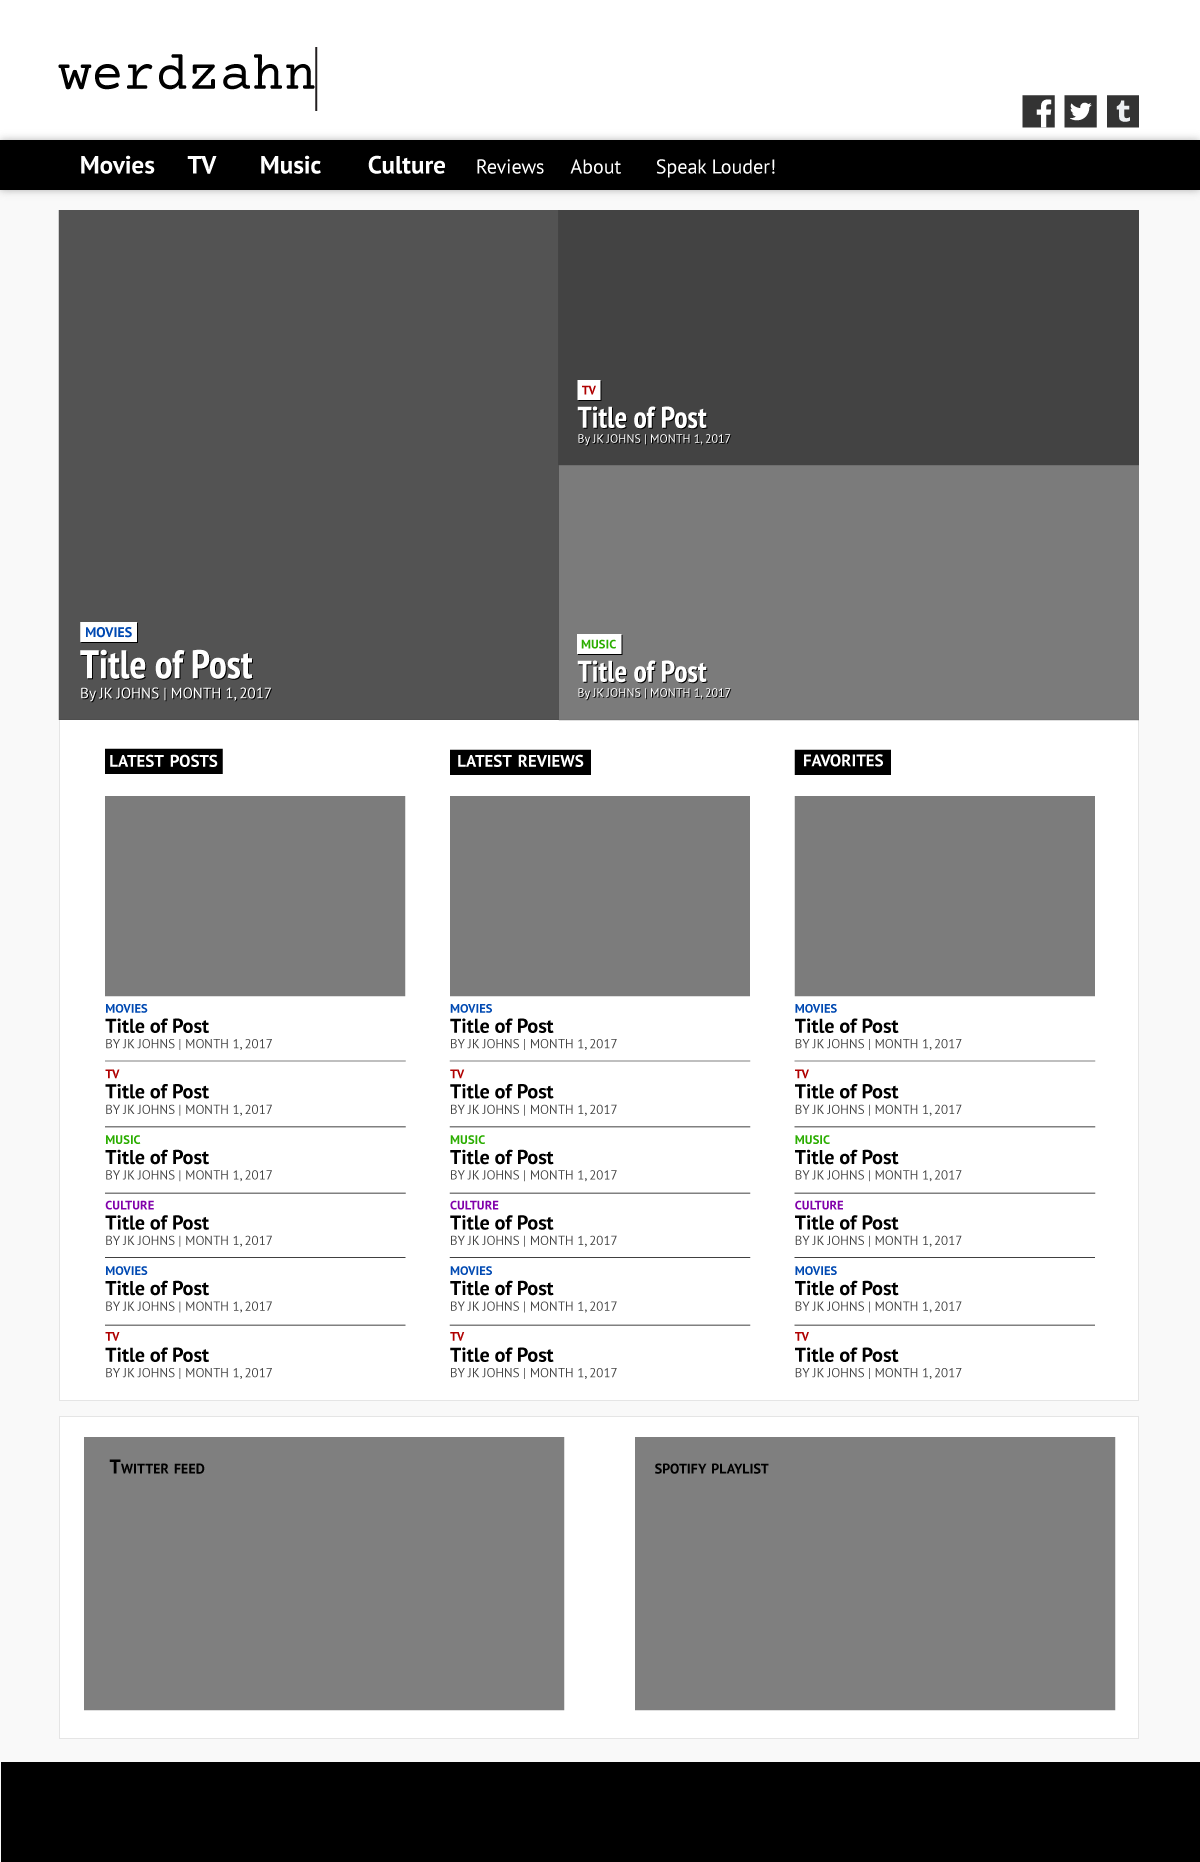 werdzahn
Movies TV Music Culture Reviews About Speak Louder!
MOVIES
Title of Post
By JK JOHNS | MONTH 1, 2017
TV
Title of Post
By JK JOHNS | MONTH 1, 2017
MUSIC
Title of Post
By JK JOHNS | MONTH 1, 2017
LATEST POSTS
MOVIES
Title of Post
BY JK JOHNS | MONTH 1, 2017
TV
Title of Post
BY JK JOHNS | MONTH 1, 2017
MUSIC
Title of Post
BY JK JOHNS | MONTH 1, 2017
CULTURE
Title of Post
BY JK JOHNS | MONTH 1, 2017
MOVIES
Title of Post
BY JK JOHNS | MONTH 1, 2017
TV
Title of Post
BY JK JOHNS | MONTH 1, 2017
LATEST REVIEWS
MOVIES
Title of Post
BY JK JOHNS | MONTH 1, 2017
TV
Title of Post
BY JK JOHNS | MONTH 1, 2017
MUSIC
Title of Post
BY JK JOHNS | MONTH 1, 2017
CULTURE
Title of Post
BY JK JOHNS | MONTH 1, 2017
MOVIES
Title of Post
BY JK JOHNS | MONTH 1, 2017
TV
Title of Post
BY JK JOHNS | MONTH 1, 2017
FAVORITES
MOVIES
Title of Post
BY JK JOHNS | MONTH 1, 2017
TV
Title of Post
BY JK JOHNS | MONTH 1, 2017
MUSIC
Title of Post
BY JK JOHNS | MONTH 1, 2017
CULTURE
Title of Post
BY JK JOHNS | MONTH 1, 2017
MOVIES
Title of Post
BY JK JOHNS | MONTH 1, 2017
TV
Title of Post
BY JK JOHNS | MONTH 1, 2017
TWITTER FEED
SPOTIFY PLAYLIST